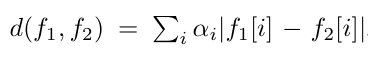 d(f₁, f₂) = ∑ᵢ αᵢ|f₁[i] − f₂[i]|.